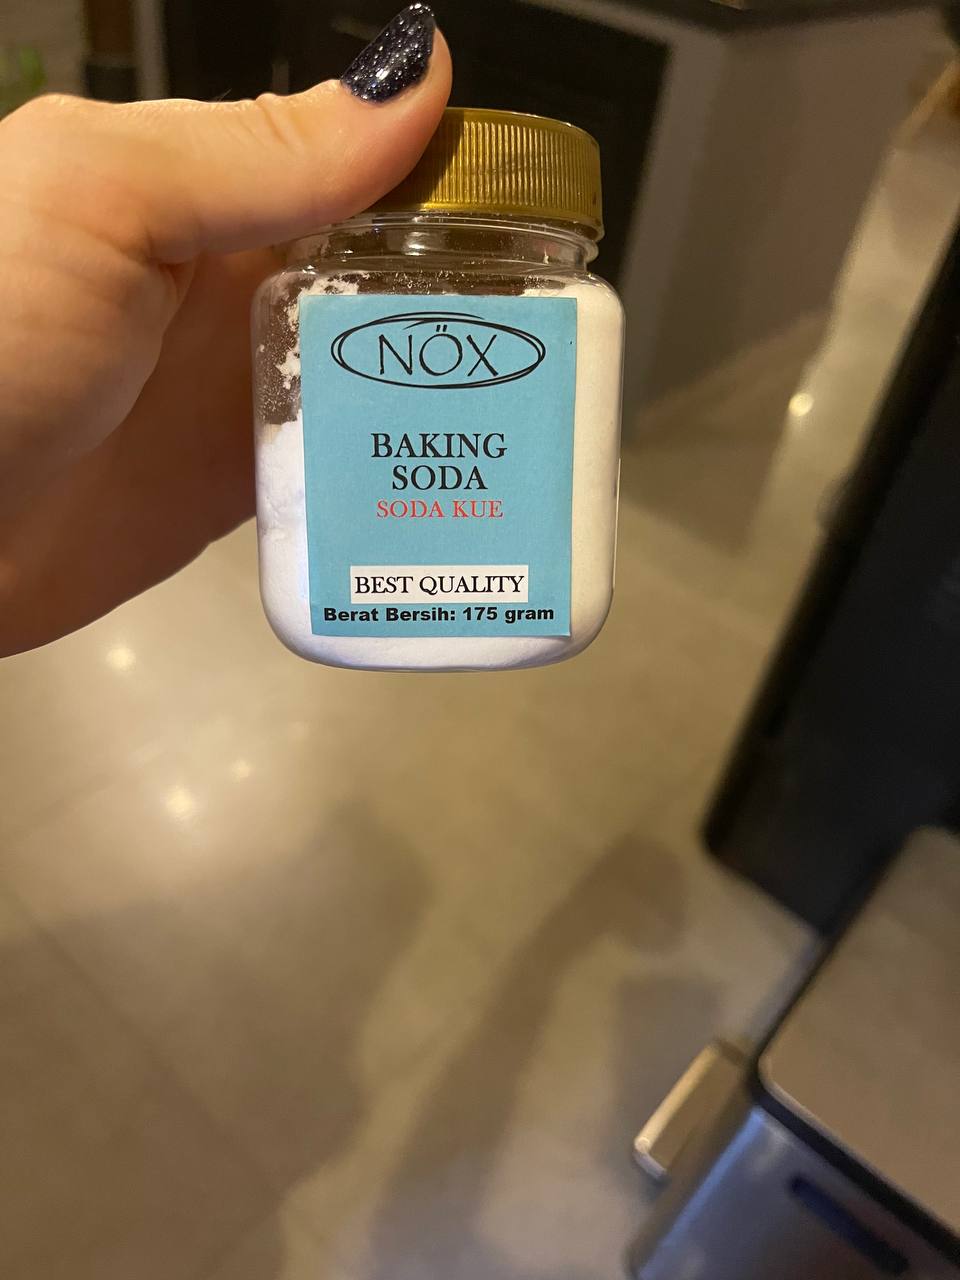 NÖX
BAKING
SODA
SODA KUE
BEST QUALITY
Berat Bersih: 175 gram